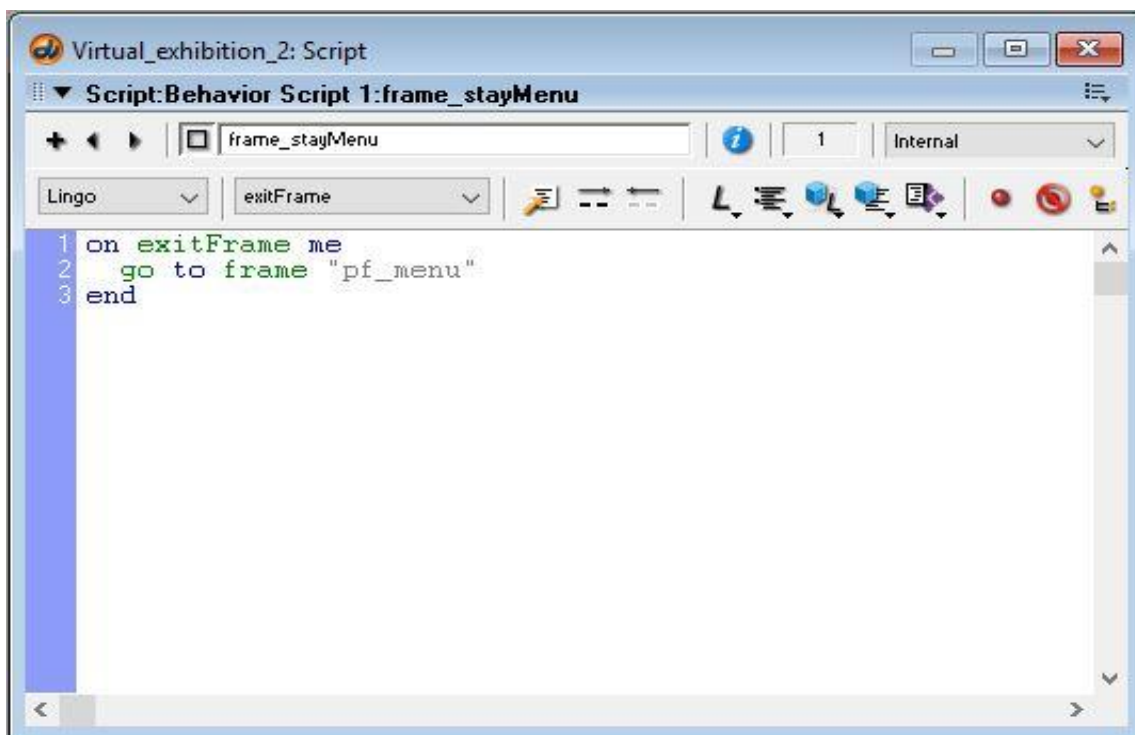 Virtual_exhibition_2: Script
Script:Behavior Script 1:frame_stayMenu
frame_stayMenu 1 Internal
Lingo exitFrame L L
1 on exitFrame me
2 go to frame "pf_menu"
3 end